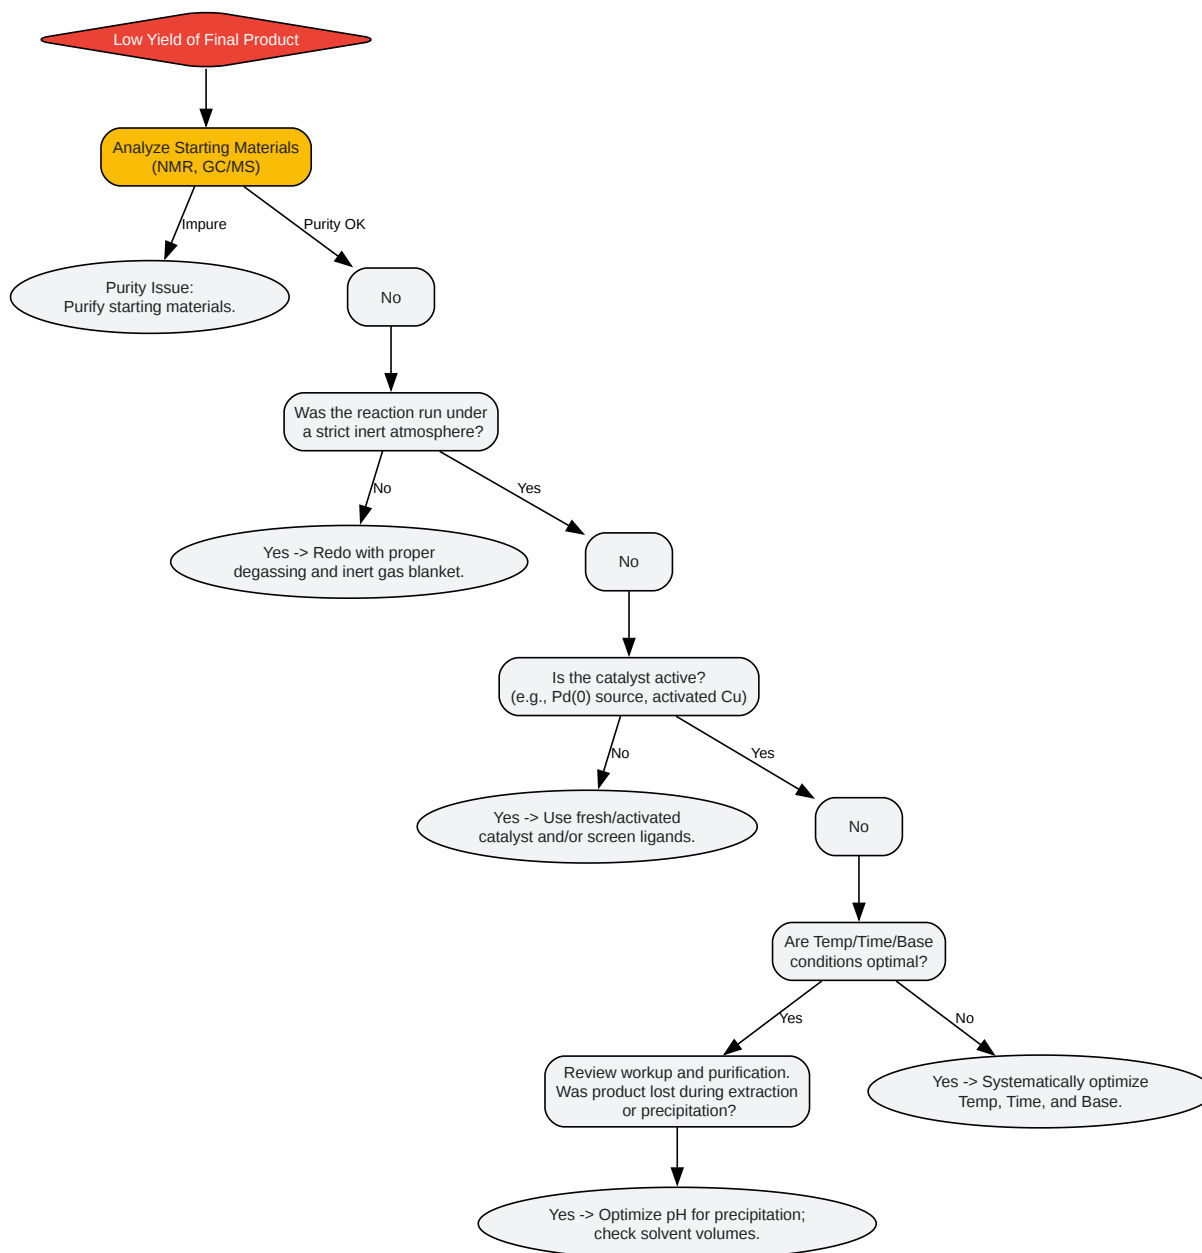 Low Yield of Final Product
Analyze Starting Materials
(NMR, GC/MS)
Impure
Purity OK
Purity Issue:
Purify starting materials.
No
Was the reaction run under
a strict inert atmosphere?
No
Yes
Yes -> Redo with proper
degassing and inert gas blanket.
No
Is the catalyst active?
(e.g., Pd(0) source, activated Cu)
No
Yes
Yes -> Use fresh/activated
catalyst and/or screen ligands.
No
Are Temp/Time/Base
conditions optimal?
Yes
No
Review workup and purification.
Was product lost during extraction
or precipitation?
Yes -> Systematically optimize
Temp, Time, and Base.
Yes -> Optimize pH for precipitation;
check solvent volumes.